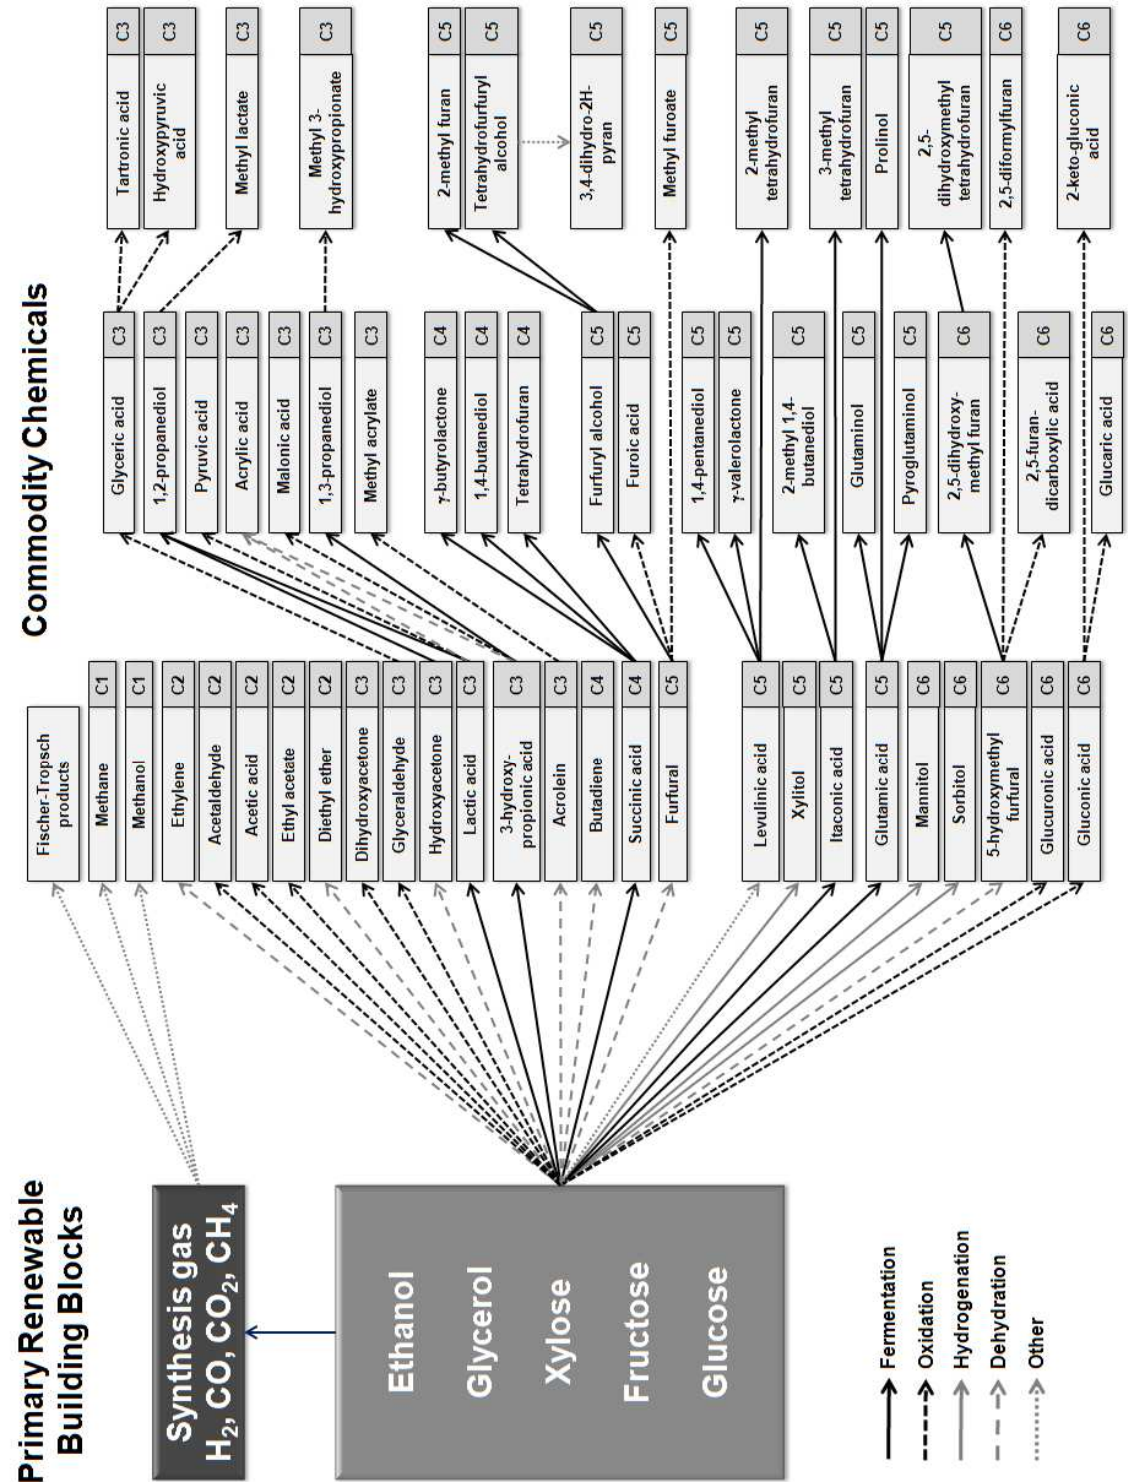 Primary Renewable
Building Blocks
Commodity Chemicals
Synthesis gas
H₂, CO, CO₂, CH₄
Ethanol
Glycerol
Xylose
Fructose
Glucose
Fermentation
Oxidation
Hydrogenation
Dehydration
Other
Fischer-Tropsch
products
Methane C1
Methanol C1
Ethylene C2
Acetaldehyde C2
Acetic acid C2
Ethyl acetate C2
Diethyl ether C2
Dihydroxyacetone C3
Glyceraldehyde C3
Hydroxyacetone C3
Lactic acid C3
3-hydroxy-
propionic acid C3
Acrolein C3
Butadiene C4
Succinic acid C4
Furfural C5
Levulinic acid C5
Xylitol C5
Itaconic acid C5
Glutamic acid C5
Mannitol C6
Sorbitol C6
5-hydroxymethyl
furfural C6
Glucuronic acid C6
Gluconic acid C6
Glyceric acid C3
1,2-propanediol C3
Pyruvic acid C3
Acrylic acid C3
Malonic acid C3
1,3-propanediol C3
Methyl acrylate C3
γ-butyrolactone C4
1,4-butanediol C4
Tetrahydrofuran C4
Furfuryl alcohol C5
Furoic acid C5
1,4-pentanediol C5
γ-valerolactone C5
2-methyl 1,4-
butanediol C5
Glutaminol C5
Pyroglutaminol C5
2,5-dihydroxy-
methyl furan C6
2,5-furan-
dicarboxylic acid C6
Glucaric acid C6
Tartronic acid C3
Hydroxypyruvic
acid C3
Methyl lactate C3
Methyl 3-
hydroxypropionate C3
2-methyl furan C5
Tetrahydrofurfuryl
alcohol C5
3,4-dihydro-2H-
pyran C5
Methyl furoate C5
2-methyl
tetrahydrofuran C5
3-methyl
tetrahydrofuran C5
Prolinol C5
2,5-
dihydroxymethyl
tetrahydrofuran C5
2,5-diformylfuran C6
2-keto-gluconic
acid C6